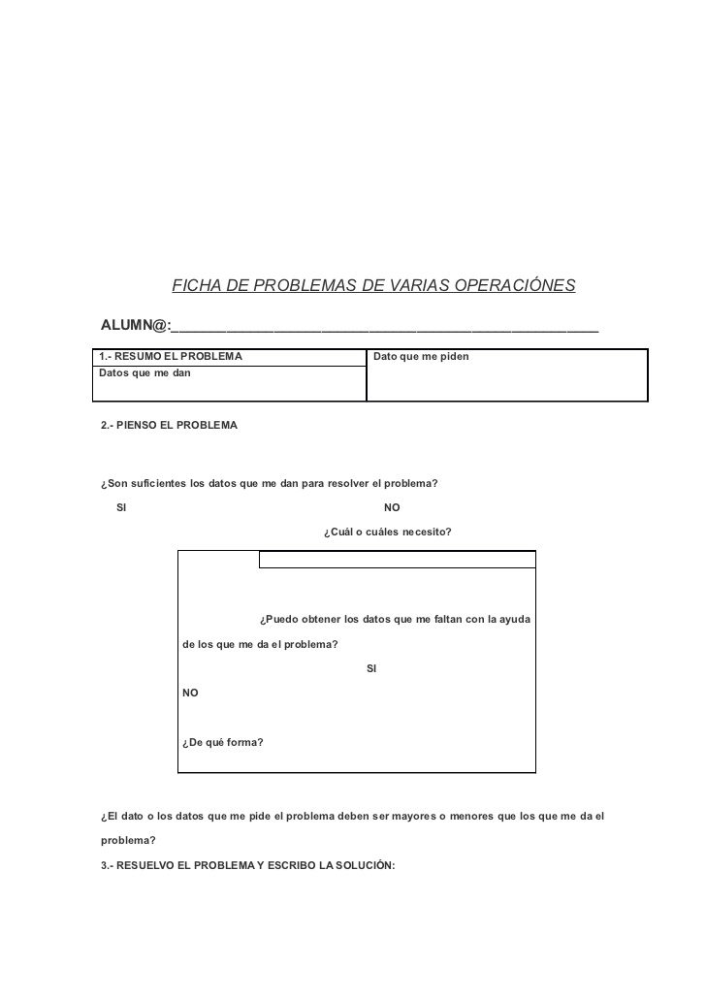 FICHA DE PROBLEMAS DE VARIAS OPERACIÓNES
ALUMN@:_____________________________________________________
1.- RESUMO EL PROBLEMA
Dato que me piden
Datos que me dan
2.- PIENSO EL PROBLEMA
¿Son suficientes los datos que me dan para resolver el problema?
SI NO
¿Cuál o cuáles necesito?
¿Puedo obtener los datos que me faltan con la ayuda
de los que me da el problema?
SI
NO
¿De qué forma?
¿El dato o los datos que me pide el problema deben ser mayores o menores que los que me da el
problema?
3.- RESUELVO EL PROBLEMA Y ESCRIBO LA SOLUCIÓN: